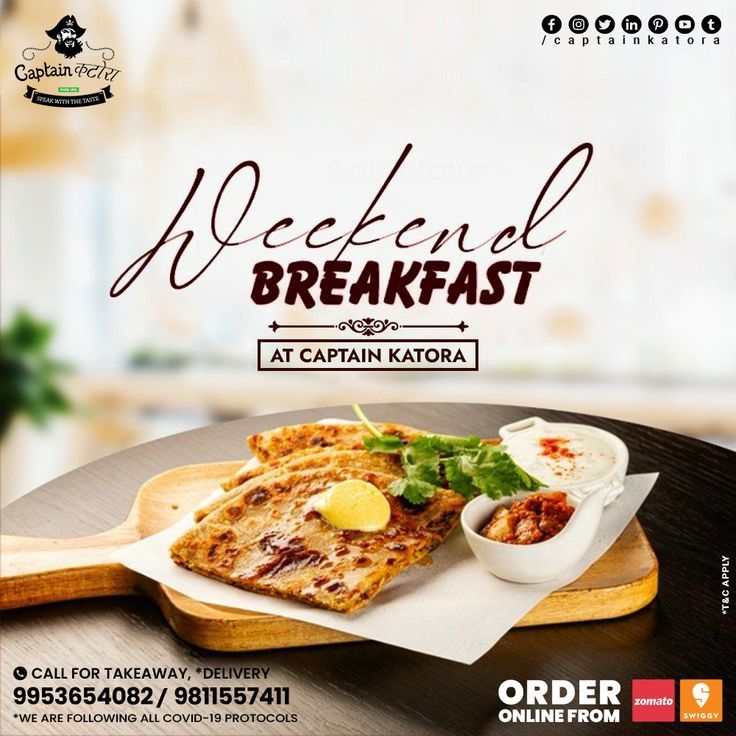 Captain कटोरा
PURE VEG
SPEAK WITH THE TASTE
/captainkatora
Weekend
BREAKFAST
AT CAPTAIN KATORA
*T&C APPLY
CALL FOR TAKEAWAY, *DELIVERY
9953654082 / 9811557411
*WE ARE FOLLOWING ALL COVID-19 PROTOCOLS
ORDER
ONLINE FROM
zomato
SWIGGY